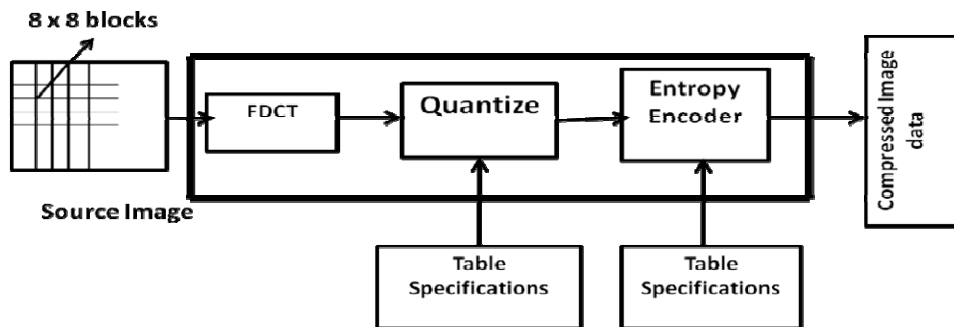 8 x 8 blocks
FDCT
Quantize
Entropy
Encoder
Compressed Image
data
Source Image
Table
Specifications
Table
Specifications